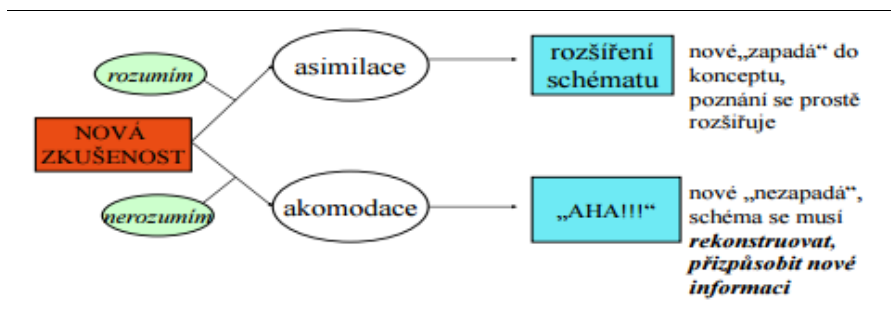 rozumím
asimilace
rozšíření
schématu
nové„zapadá“ do
konceptu,
poznání se prostě
rozšiřuje
NOVÁ
ZKUŠENOST
nerozumím
akomodace
„AHA!!!“
nové „nezapadá“,
schéma se musí
rekonstruovat,
přizpůsobit nové
informaci